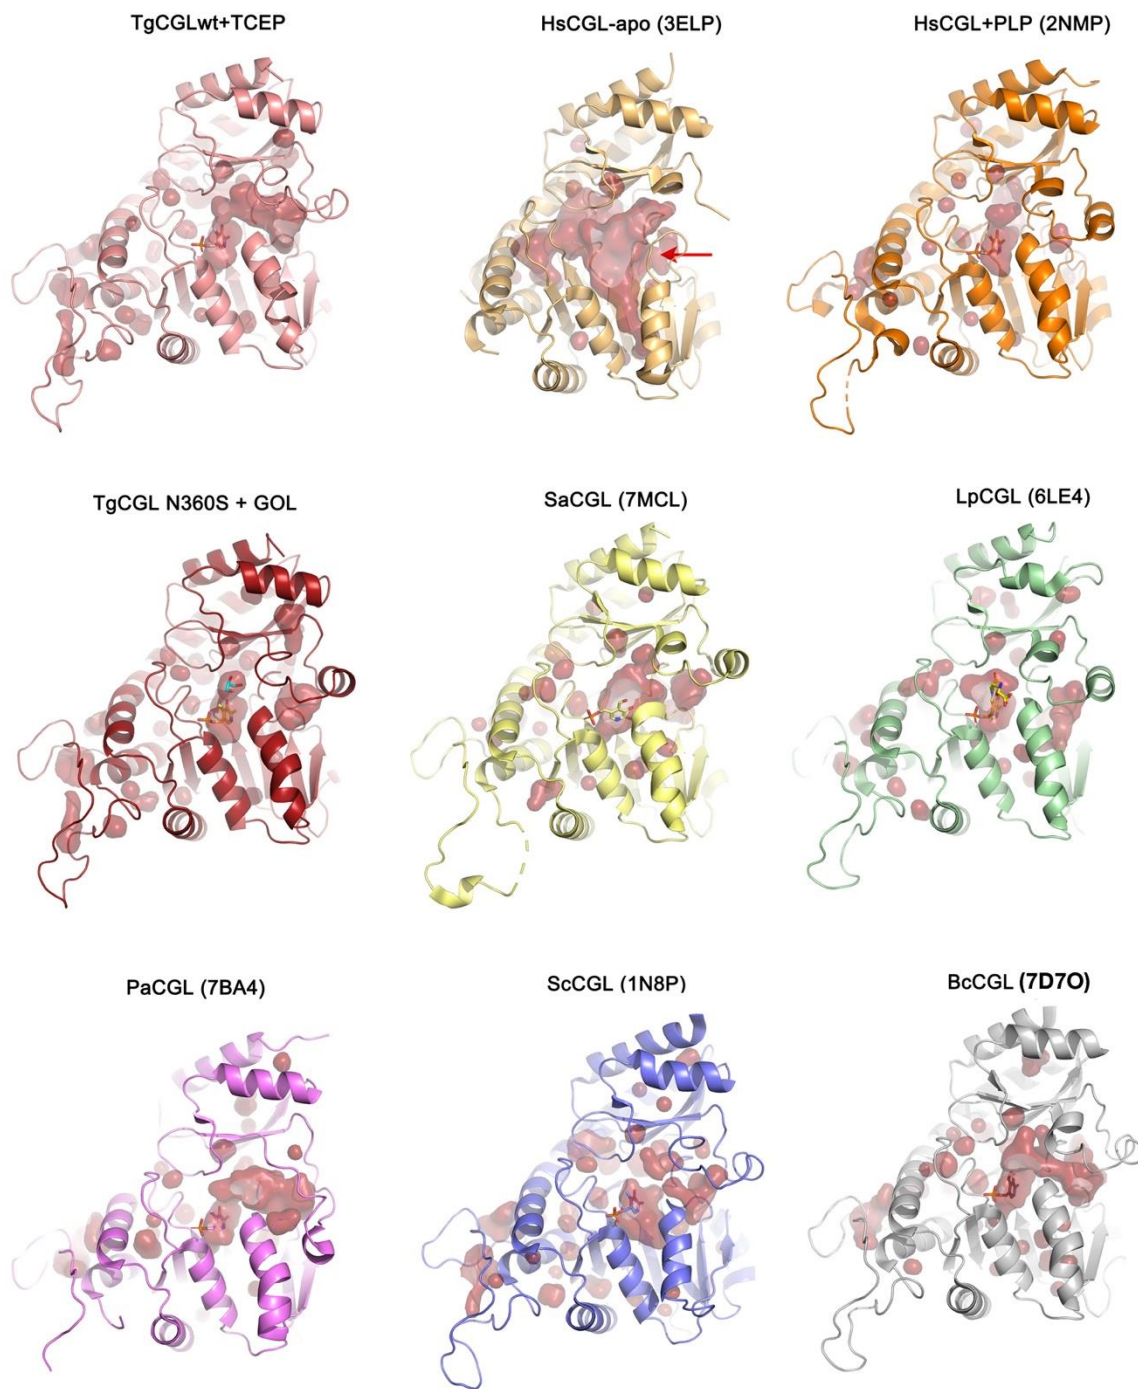 TgCGLwt+TCEP
HsCGL-apo (3ELP)
HsCGL+PLP (2NMP)
TgCGL N360S + GOL
SaCGL (7MCL)
LpCGL (6LE4)
PaCGL (7BA4)
ScCGL (1N8P)
BcCGL (7D7O)